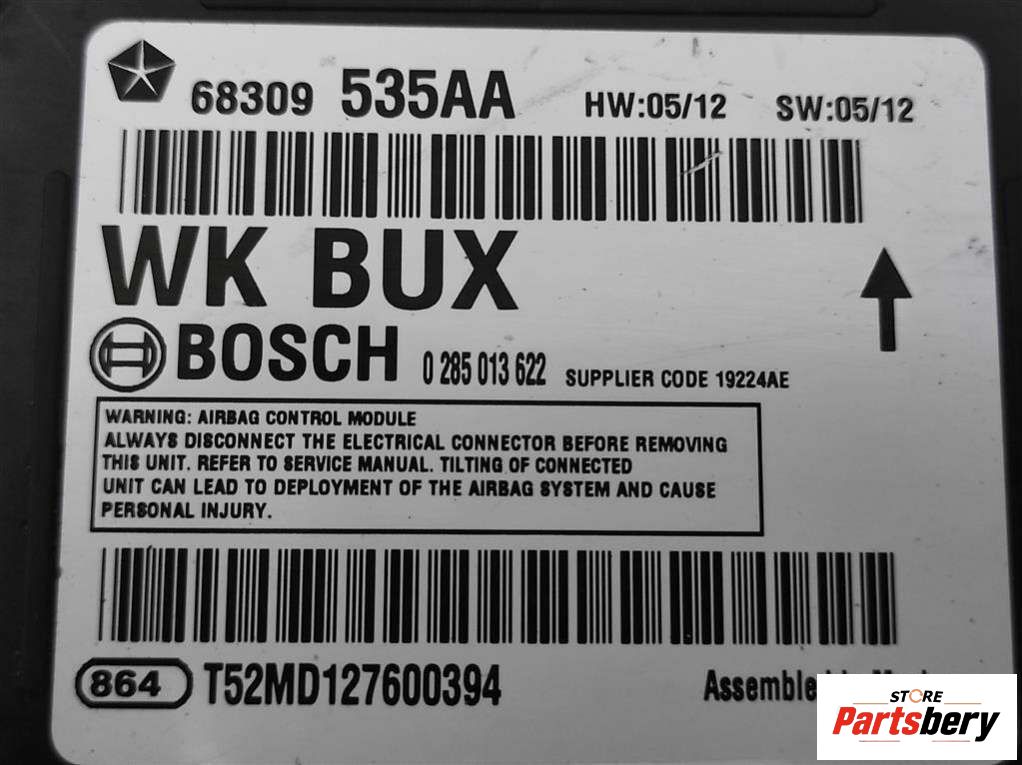 68309 535AA HW:05/12 SW:05/12
WK BUX
BOSCH 0 285 013 622 SUPPLIER CODE 19224AE
WARNING: AIRBAG CONTROL MODULE
ALWAYS DISCONNECT THE ELECTRICAL CONNECTOR BEFORE REMOVING
THIS UNIT. REFER TO SERVICE MANUAL. TILTING OF CONNECTED
UNIT CAN LEAD TO DEPLOYMENT OF THE AIRBAG SYSTEM AND CAUSE
PERSONAL INJURY.
864 T52MD127600394
STORE
Partsbery